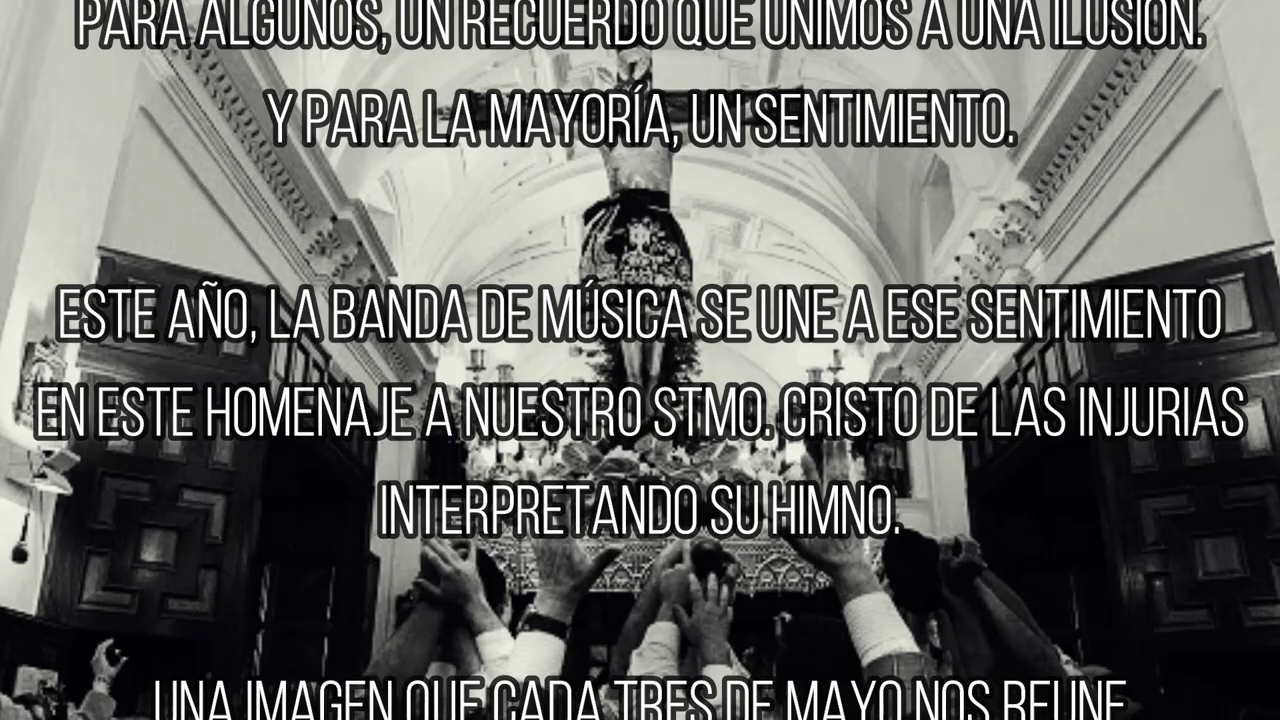 PARA ALGUNOS, UN RECUERDO QUE UNIMOS A UNA ILUSIÓN.
Y PARA LA MAYORÍA, UN SENTIMIENTO.
ESTE AÑO, LA BANDA DE MÚSICA SE UNE A ESE SENTIMIENTO
EN ESTE HOMENAJE A NUESTRO STMO. CRISTO DE LAS INJURIAS
INTERPRETANDO SU HIMNO.
UNA IMAGEN QUE CADA TRES DE MAYO NOS REUNE